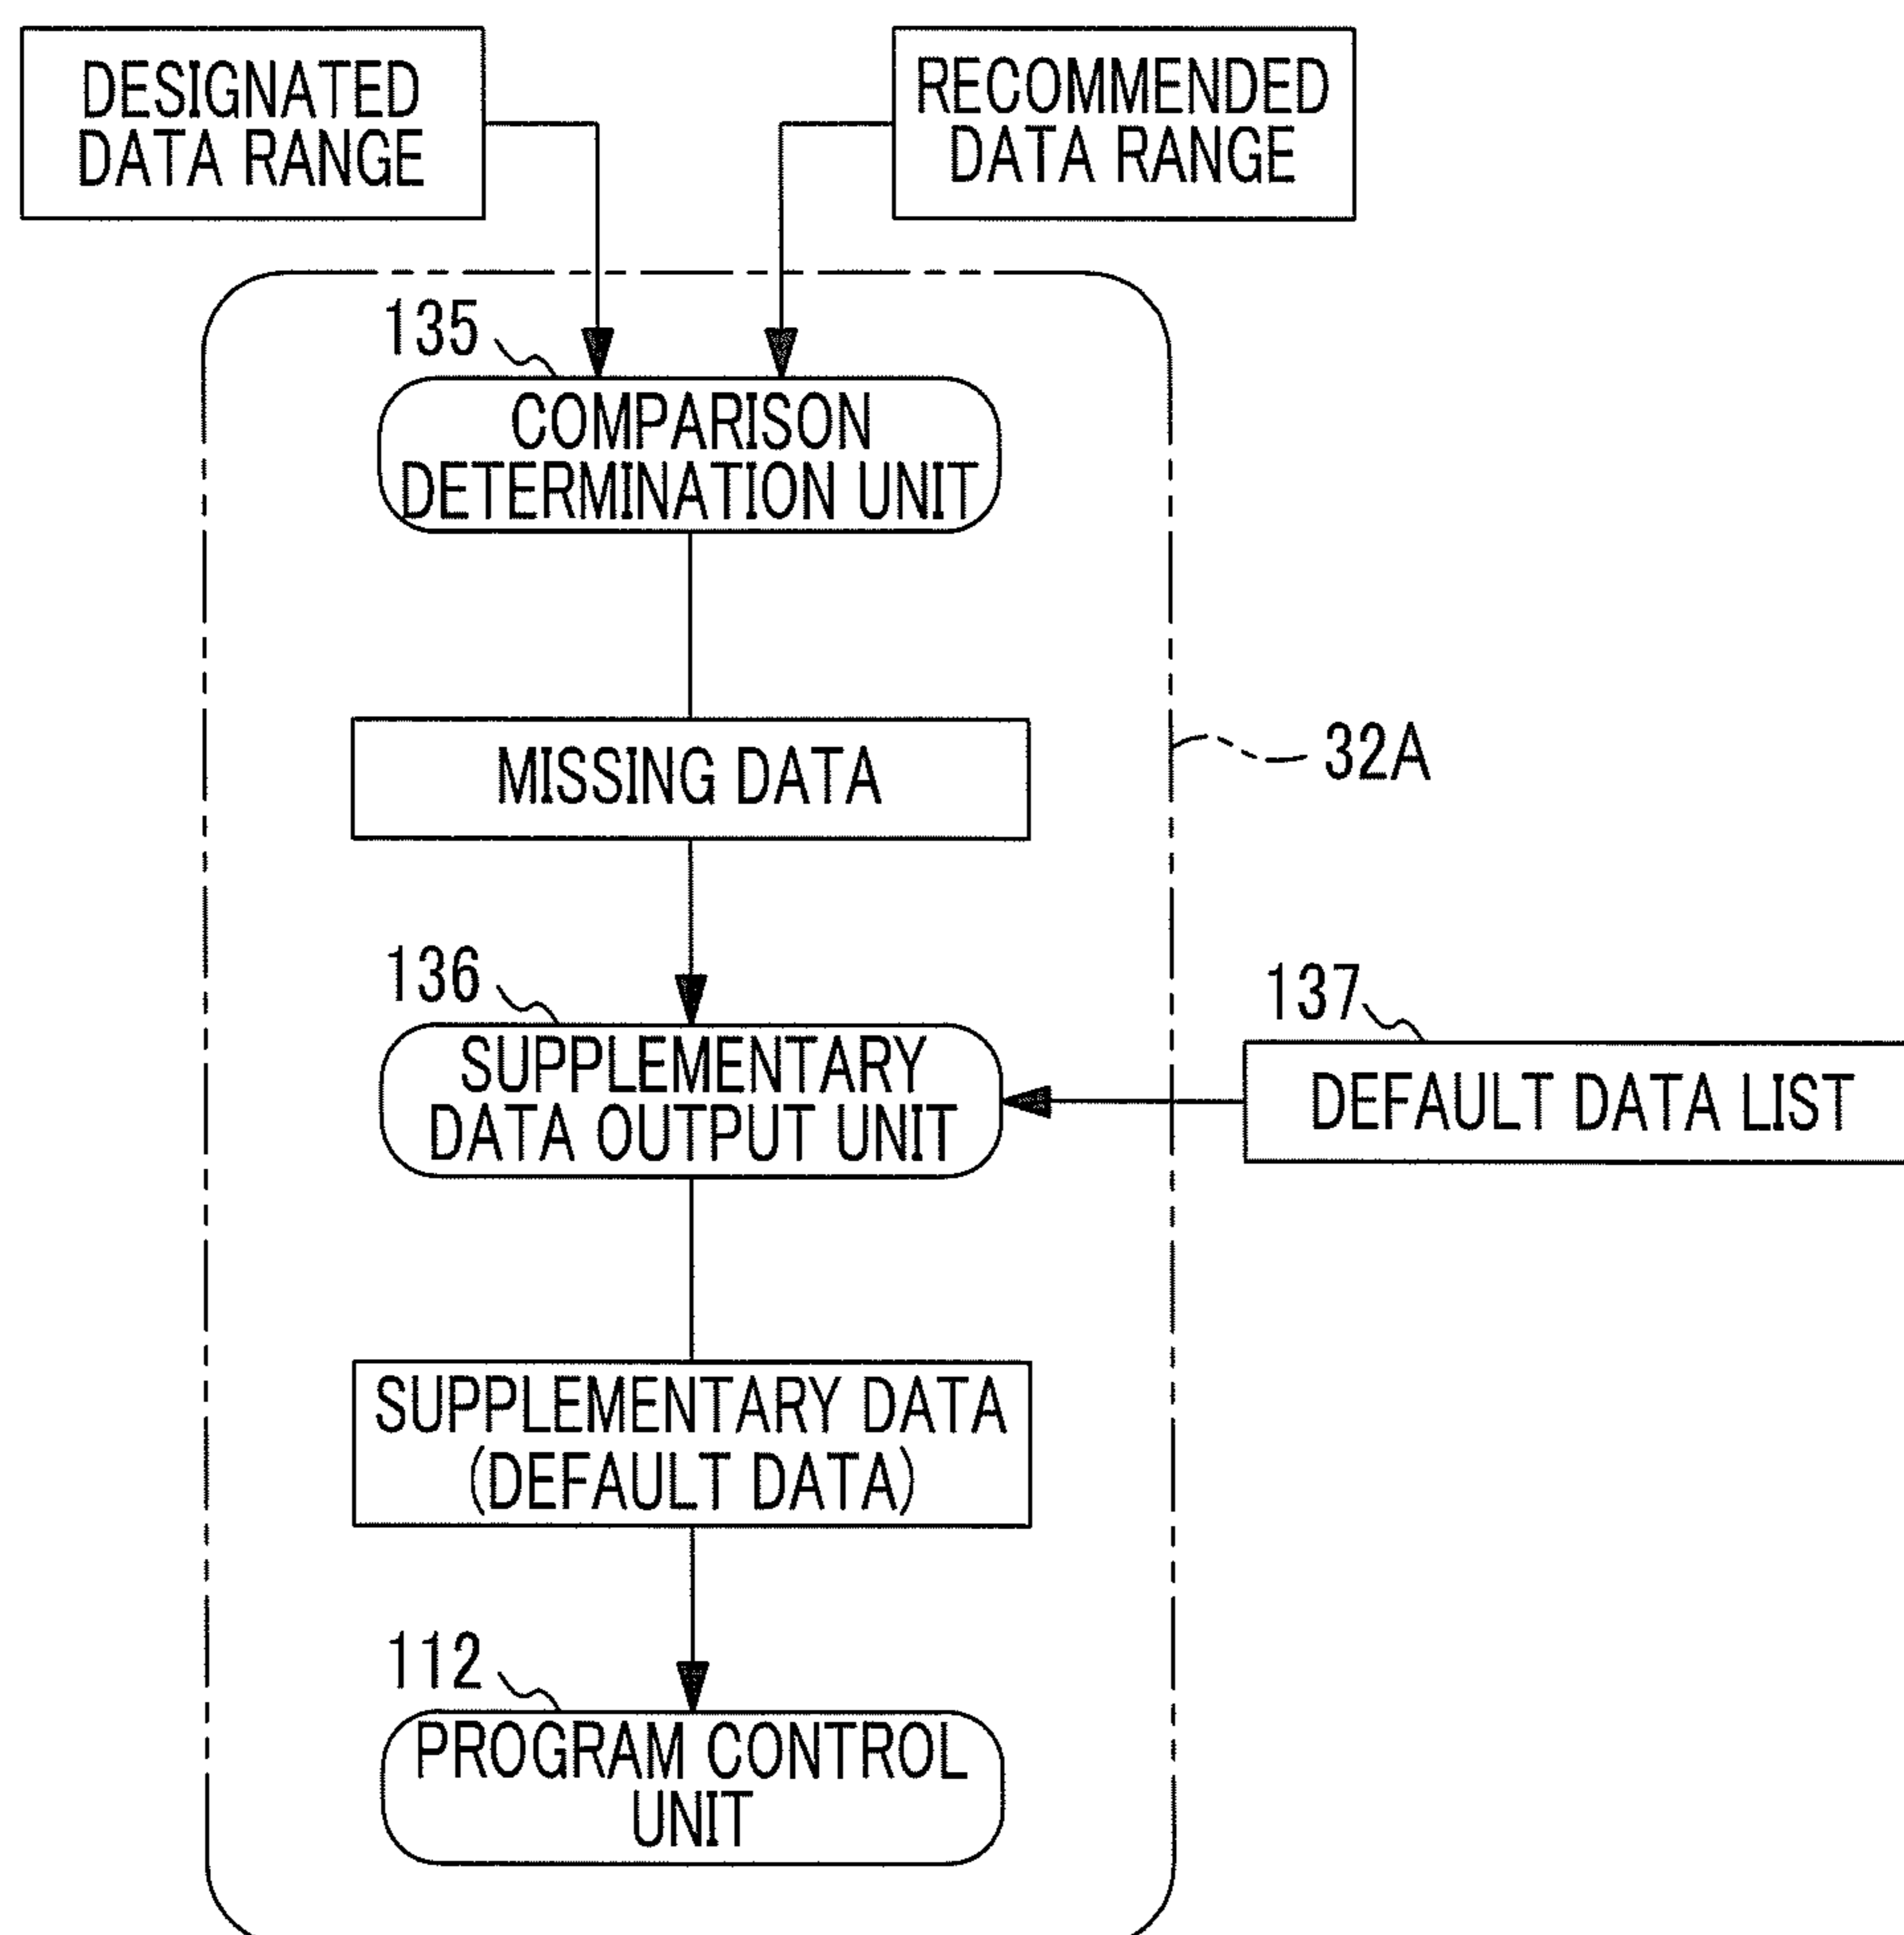 DESIGNATED
DATA RANGE
RECOMMENDED
DATA RANGE
135
COMPARISON
DETERMINATION UNIT
MISSING DATA
32A
136
SUPPLEMENTARY
DATA OUTPUT UNIT
137
DEFAULT DATA LIST
SUPPLEMENTARY DATA
(DEFAULT DATA)
112
PROGRAM CONTROL
UNIT